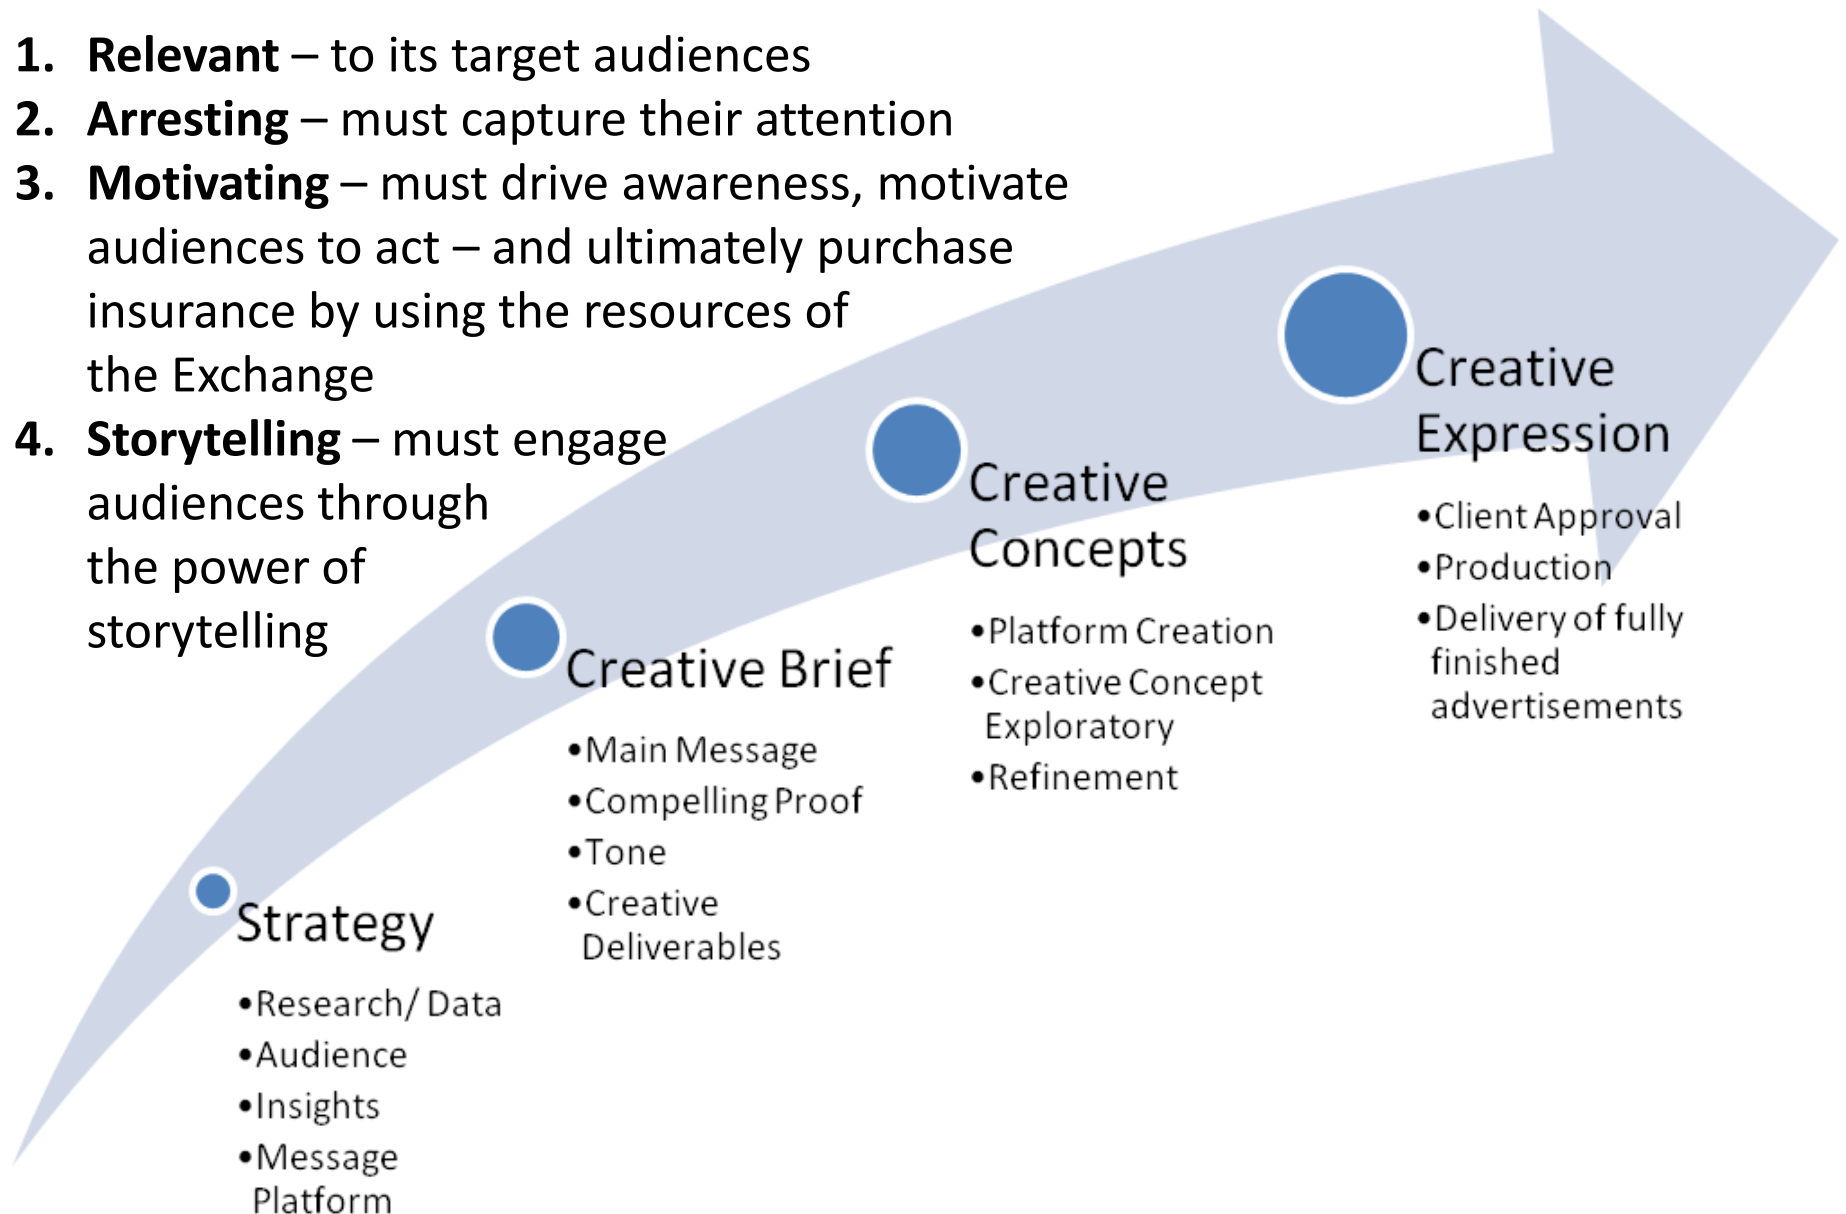 1. Relevant – to its target audiences
2. Arresting – must capture their attention
3. Motivating – must drive awareness, motivate
audiences to act – and ultimately purchase
insurance by using the resources of
the Exchange
4. Storytelling – must engage
audiences through
the power of
storytelling
Strategy
•Research/ Data
•Audience
•Insights
•Message
Platform
Creative Brief
•Main Message
•Compelling Proof
•Tone
•Creative
Deliverables
Creative
Concepts
•Platform Creation
•Creative Concept
Exploratory
•Refinement
Creative
Expression
•Client Approval
•Production
•Delivery of fully
finished
advertisements